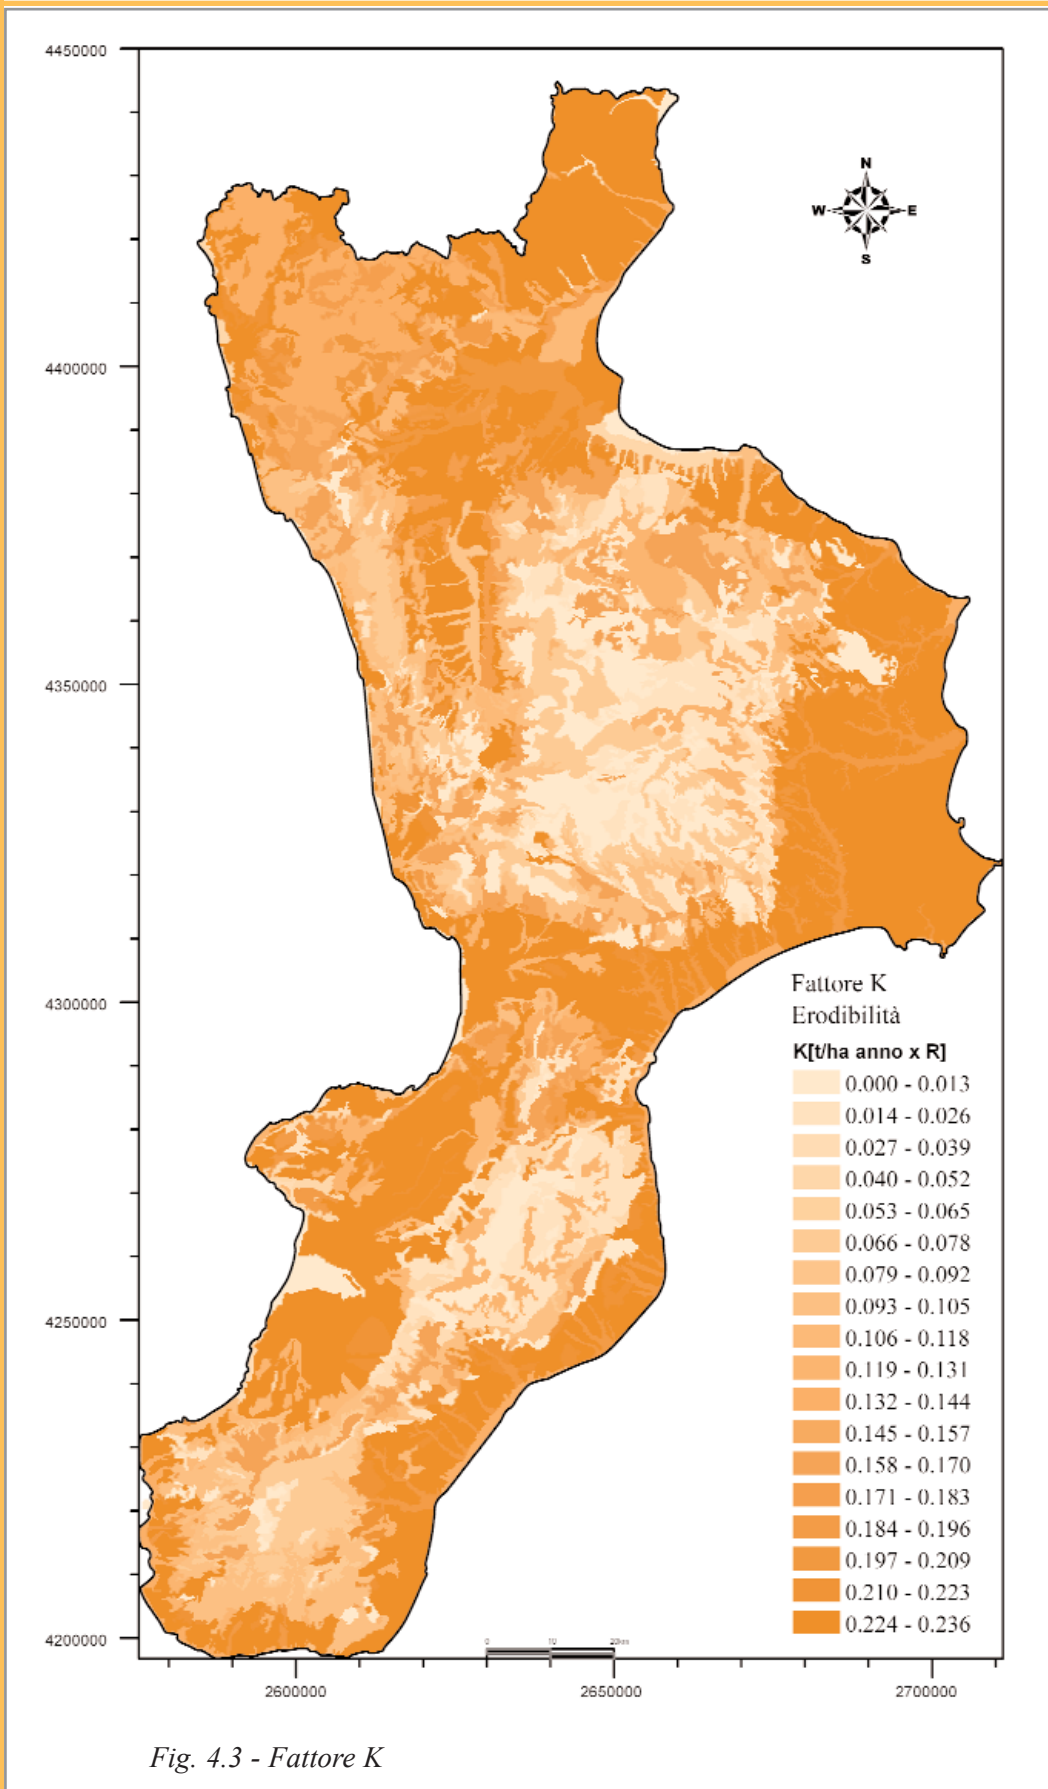 4450000
N
W
E
S
4400000
4350000
4300000
Fattore K
Erodibilità
K[t/ha anno x R]
0.000 - 0.013
0.014 - 0.026
0.027 - 0.039
0.040 - 0.052
0.053 - 0.065
0.066 - 0.078
0.079 - 0.092
0.093 - 0.105
0.106 - 0.118
0.119 - 0.131
0.132 - 0.144
0.145 - 0.157
0.158 - 0.170
0.171 - 0.183
0.184 - 0.196
0.197 - 0.209
0.210 - 0.223
0.224 - 0.236
4250000
4200000
0 10 20km
2600000 2650000 2700000
Fig. 4.3 - Fattore K